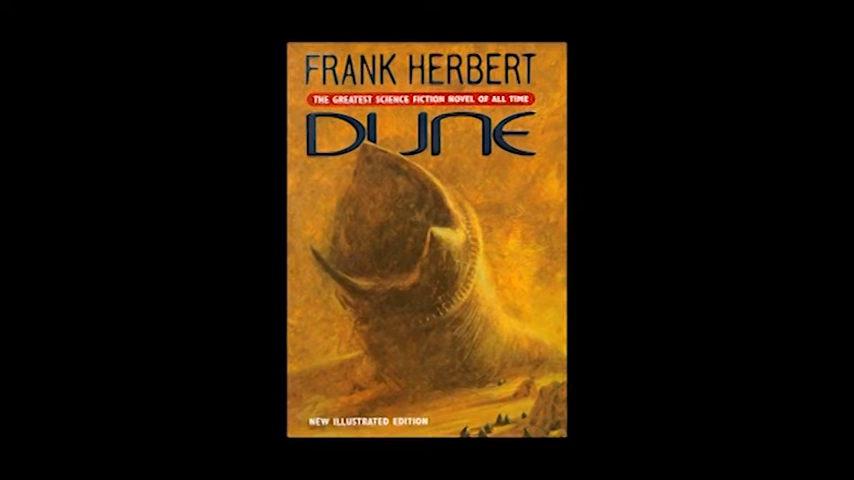 FRANK HERBERT
THE GREATEST SCIENCE FICTION NOVEL OF ALL TIME
DUNE
NEW ILLUSTRATED EDITION